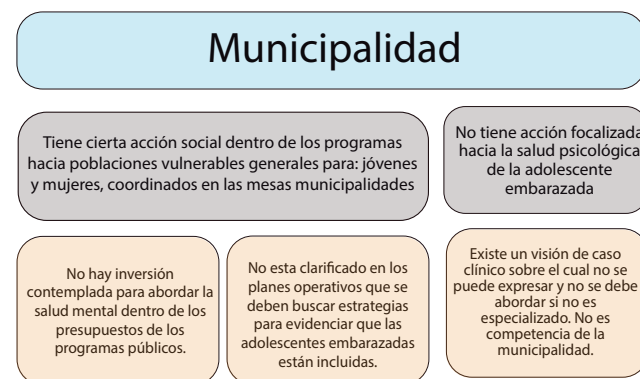 Municipalidad
Tiene cierta acción social dentro de los programas
hacia poblaciones vulnerables generales para: jóvenes
y mujeres, coordinados en las mesas municipalidades
No tiene acción focalizada
hacia la salud psicológica
de la adolescente
embarazada
No hay inversión
contemplada para abordar la
salud mental dentro de los
presupuestos de los
programas públicos.
No esta clarificado en los
planes operativos que se
deben buscar estrategias
para evidenciar que las
adolescentes embarazadas
están incluidas.
Existe un visión de caso
clínico sobre el cual no se
puede expresar y no se debe
abordar si no es
especializado. No es
competencia de la
municipalidad.